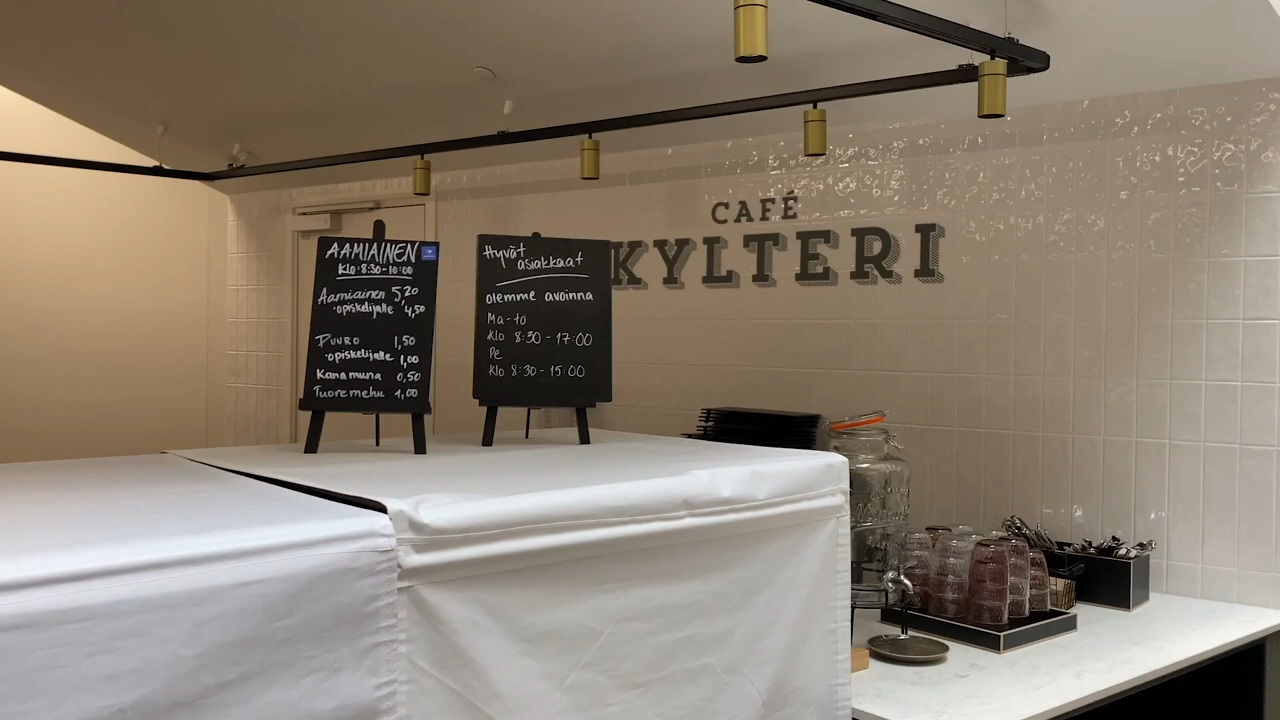 CAFÉ
KYLTERI
AAMIAINEN
Klo: 8:30-10:00
Aamiainen 5,20
·opiskelijalle 4,50
PUURO 1,50
·opiskelijalle 1,00
Kanamuna 0,50
Tuoremehu 1,00
Hyvät
asiakkaat
olemme avoinna
Ma-to
Klo 8:30-17:00
Pe
Klo 8:30-15:00